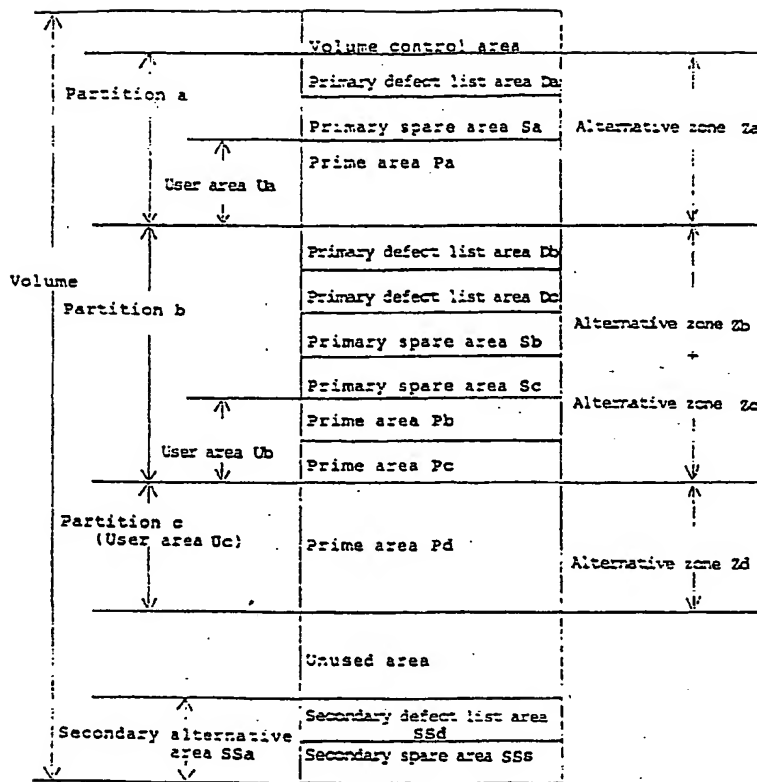 Volume control area
Primary defect list area Da
Partition a
Primary spare area Sa
Alternative zone Za
Prime area Pa
User area Ua
Primary defect list area Db
Volume
Primary defect list area Dc
Partition b
Alternative zone Zb
Primary spare area Sb
Primary spare area Sc
Alternative zone Zc
Prime area Pb
User area Ub
Prime area Pc
Partition c
(User area Uc)
Prime area Pd
Alternative zone Zd
Unused area
Secondary defect list area
SSd
Secondary alternative
area SSa
Secondary spare area SSs